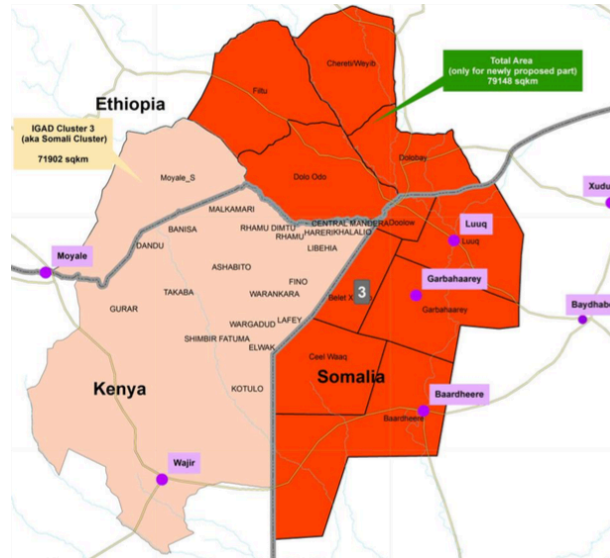 Chereti/Weyib
Total Area
(only for newly proposed part)
79148 sqkm
Filtu
Ethiopia
IGAD Cluster 3
(aka Somali Cluster)
71902 sqkm
Dolobay
Moyale_S
Dolo Odo
Xudu
MALKAMARI
CENTRAL MANDERA
Doolow
BANISA
RHAMU DIMTU
HARERI
KHALALIO
RHAMU
Luuq
Luuq
DANDU
LIBEHIA
Moyale
ASHABITO
Garbahaarey
FINO
3
TAKABA
WARANKARA
Belet X
Garbahaarey
GURAR
Baydhabo
WARGADUD
LAFEY
SHIMBIR FATUMA
ELWAK
Ceel Waaq
Kenya
KOTULO
Somalia
Baardheere
Baardheere
Wajir